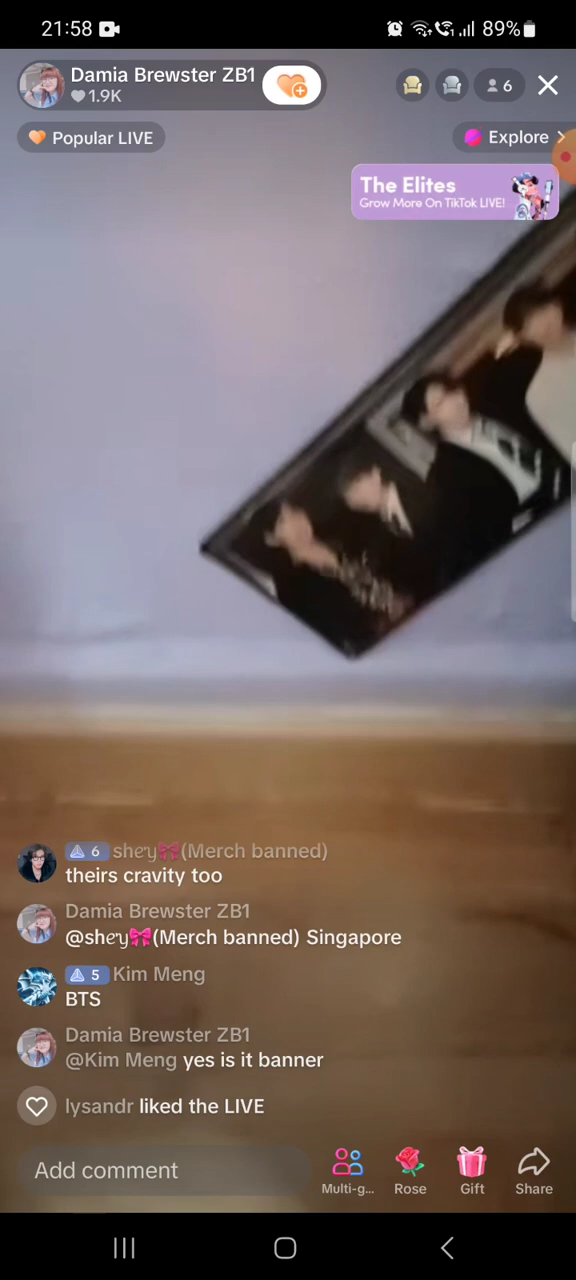 21:58
89%
Damia Brewster ZB1
1.9K
6
Popular LIVE
Explore
The Elites
Grow More On TikTok LIVE!
6 shey🎀(Merch banned)
theirs cravity too
Damia Brewster ZB1
@shey🎀(Merch banned) Singapore
5 Kim Meng
BTS
Damia Brewster ZB1
@Kim Meng yes is it banner
lysandr liked the LIVE
Add comment
Multi-g...
Rose
Gift
Share